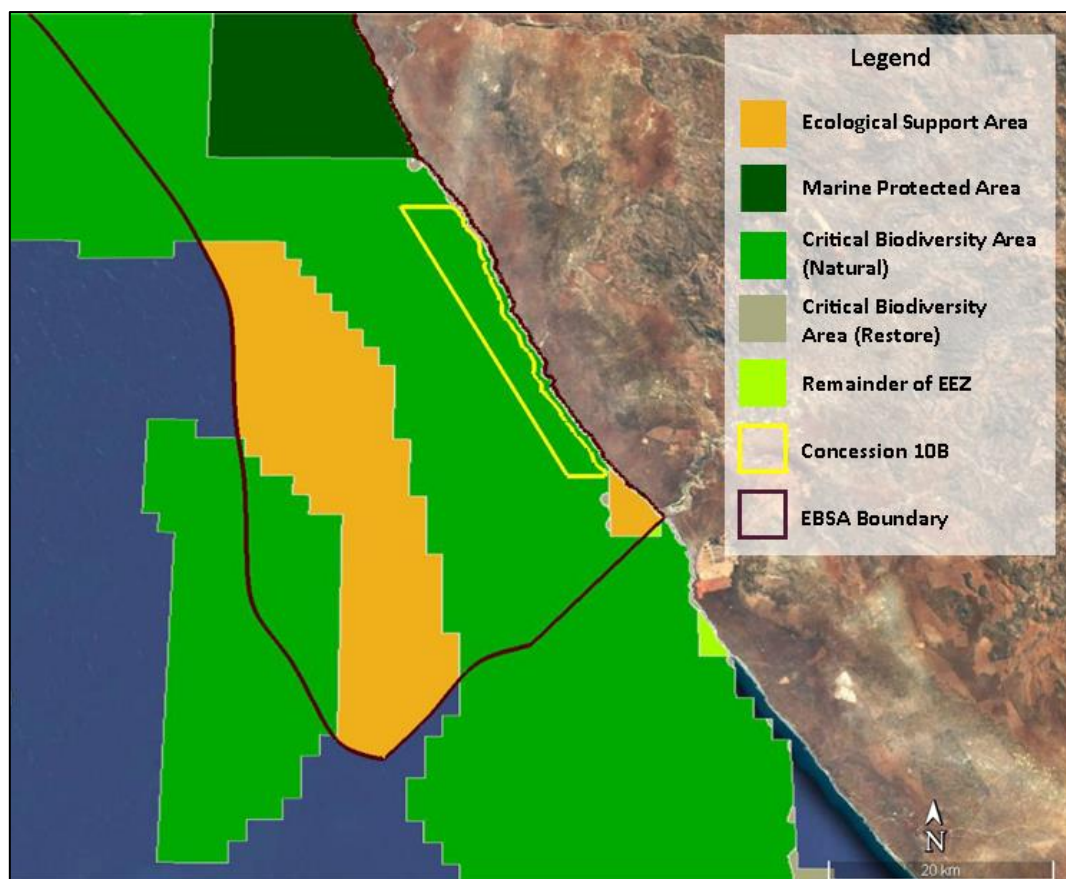 Legend
Ecological Support Area
Marine Protected Area
Critical Biodiversity Area
(Natural)
Critical Biodiversity
Area (Restore)
Remainder of EEZ
Concession 10B
EBSA Boundary
N
20 km